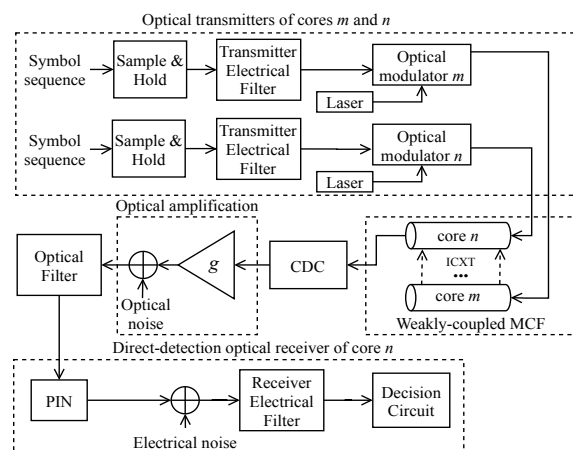 Optical transmitters of cores m and n
Symbol
sequence
Sample &
Hold
Transmitter
Electrical
Filter
Optical
modulator m
Laser
Symbol
sequence
Sample &
Hold
Transmitter
Electrical
Filter
Optical
modulator n
Laser
Optical amplification
Optical
Filter
g
Optical
noise
CDC
core n
ICXT
...
core m
Weakly-coupled MCF
Direct-detection optical receiver of core n
PIN
Electrical noise
Receiver
Electrical
Filter
Decision
Circuit